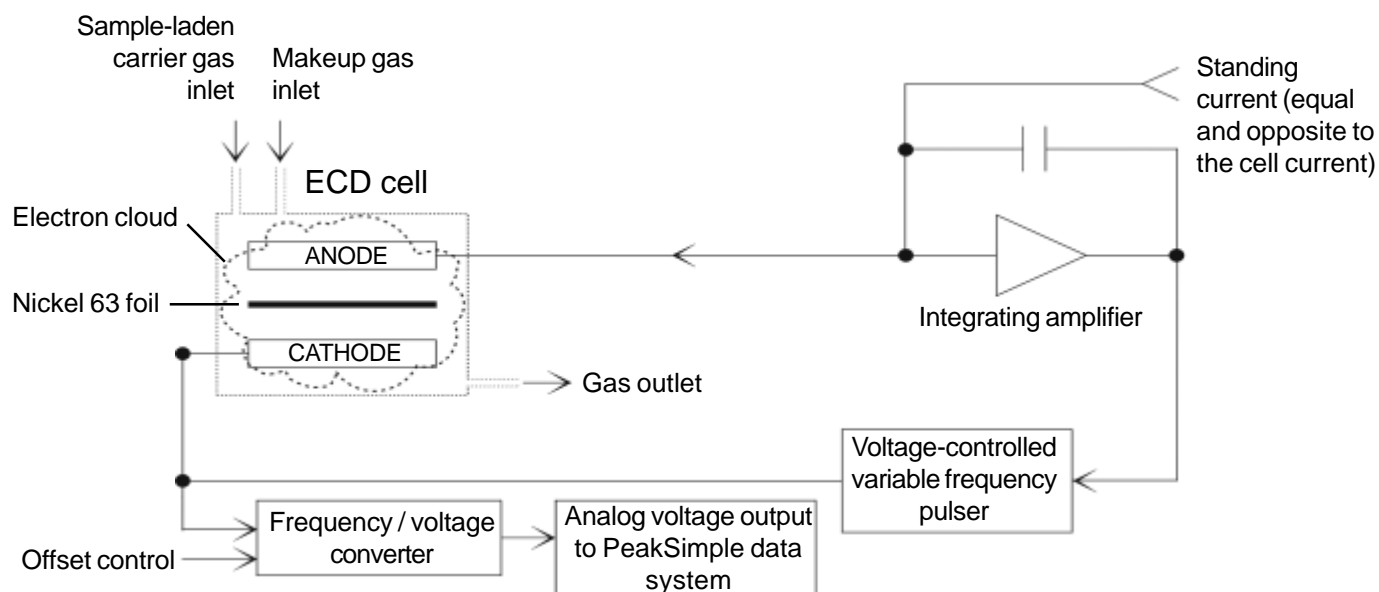 Sample-laden
carrier gas
inlet
Makeup gas
inlet
Standing
current (equal
and opposite to
the cell current)
ECD cell
Electron cloud
ANODE
Nickel 63 foil
Integrating amplifier
CATHODE
Gas outlet
Voltage-controlled
variable frequency
pulser
Frequency / voltage
converter
Analog voltage output
to PeakSimple data
system
Offset control